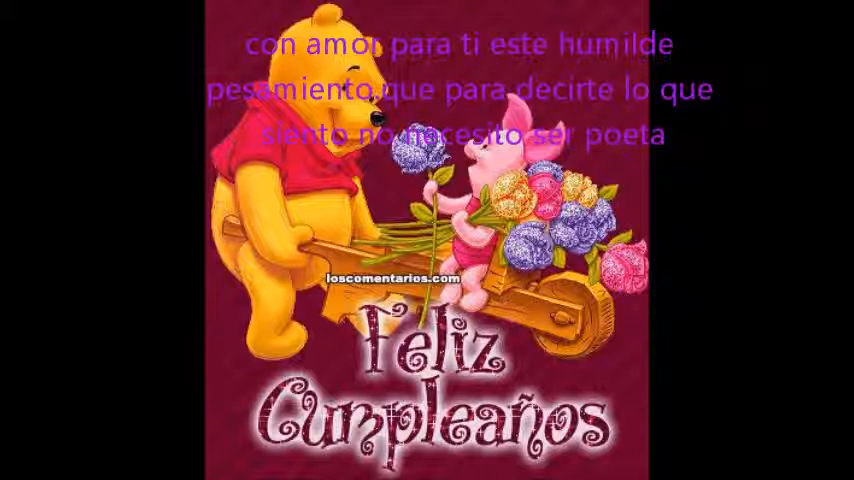 con amor para ti este humilde
pesamiento que para decirte lo que
siento no necesito ser poeta
loscomentarios.com
Feliz
Cumpleaños